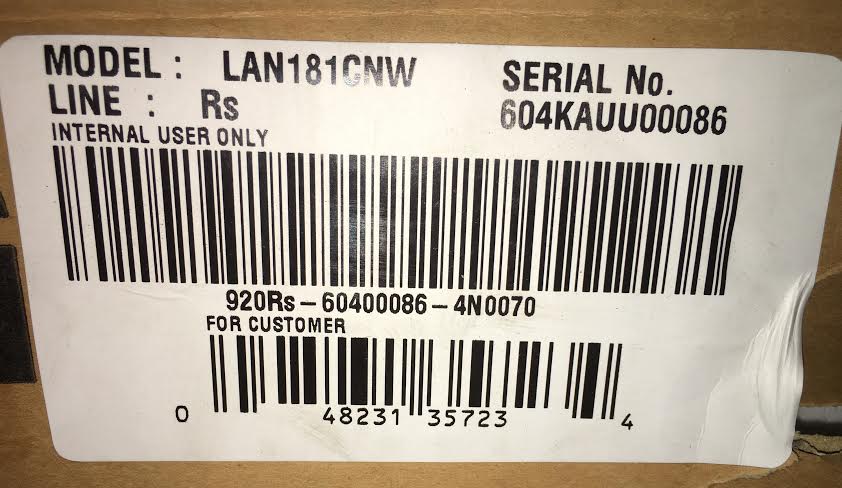 MODEL : LAN181CNW
LINE : Rs
SERIAL No.
604KAUU00086
INTERNAL USER ONLY
920Rs-60400086-4N0070
FOR CUSTOMER
0 48231 35723 4